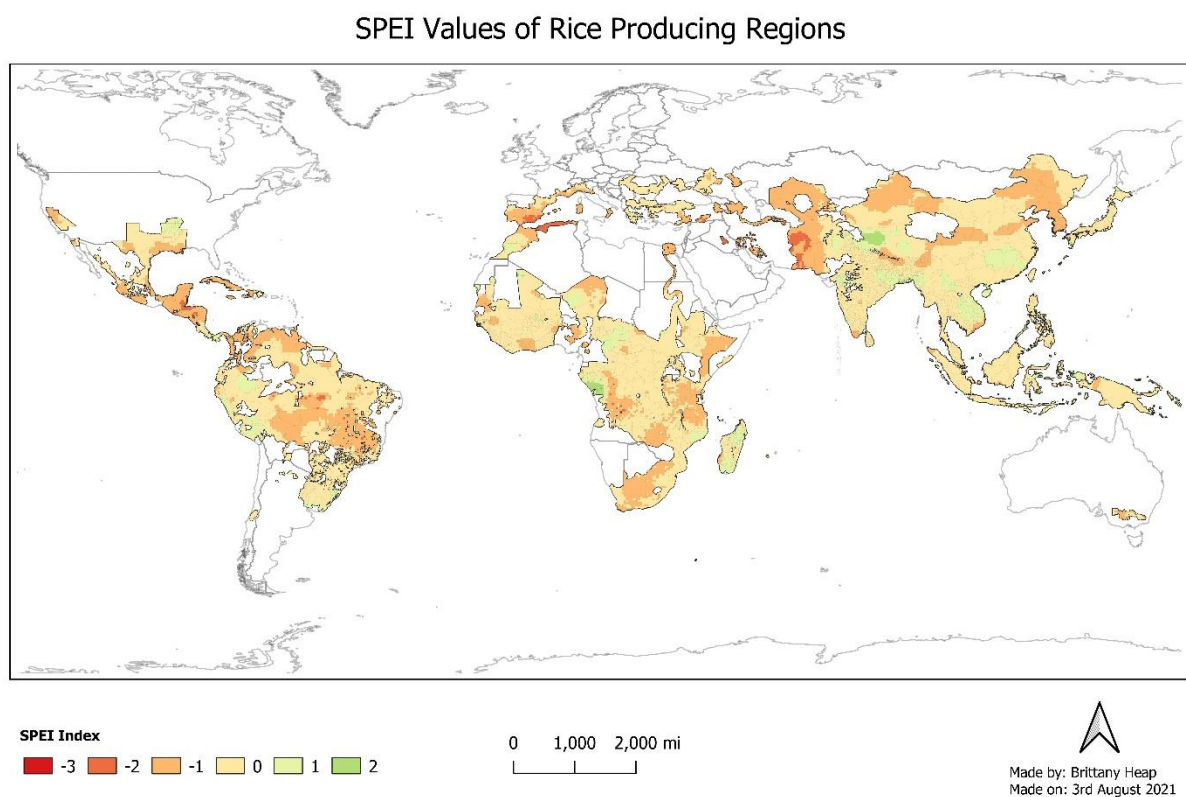 SPEI Values of Rice Producing Regions
SPEI Index
-3 -2 -1 0 1 2
0 1,000 2,000 mi
Made by: Brittany Heap
Made on: 3rd August 2021